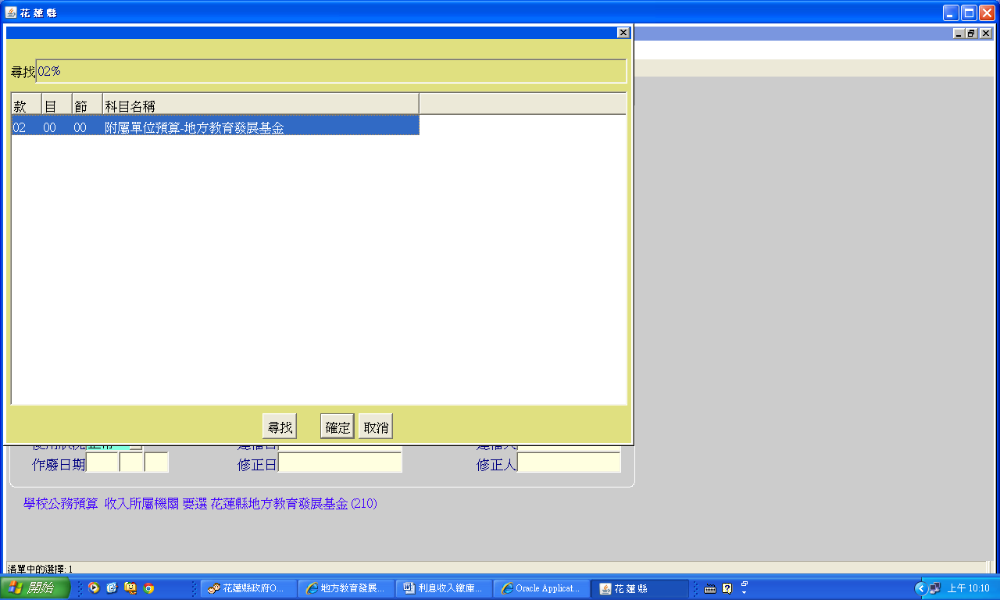 花蓮縣
尋找 02%
款 目 節 科目名稱
02 00 00 附屬單位預算-地方教育發展基金
尋找 確定 取消
作廢日期 修正日 修正人
學校公務預算 收入所屬機關 要選 花蓮縣地方教育發展基金 (210)
清單中的選擇: 1
開始 花蓮縣政府O... 地方教育發展... 利息收入繳庫... Oracle Applicat... 花蓮縣 上午 10:10